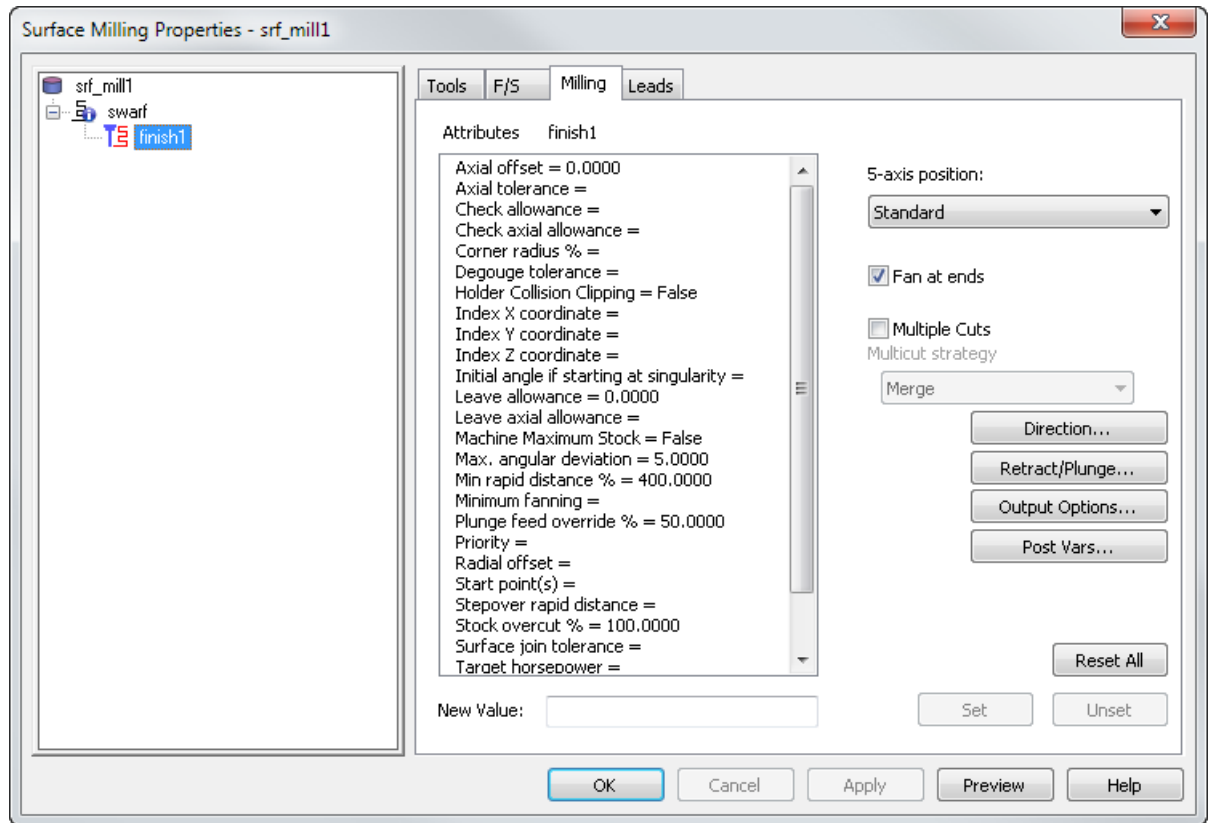 Surface Milling Properties - srf_mill1
srf_mill1
swarf
finish1
Tools F/S Milling Leads
Attributes finish1
Axial offset = 0.0000
Axial tolerance =
Check allowance =
Check axial allowance =
Corner radius % =
Degouge tolerance =
Holder Collision Clipping = False
Index X coordinate =
Index Y coordinate =
Index Z coordinate =
Initial angle if starting at singularity =
Leave allowance = 0.0000
Leave axial allowance =
Machine Maximum Stock = False
Max. angular deviation = 5.0000
Min rapid distance % = 400.0000
Minimum fanning =
Plunge feed override % = 50.0000
Priority =
Radial offset =
Start point(s) =
Stepover rapid distance =
Stock overcut % = 100.0000
Surface join tolerance =
Target horsepower =
New Value:
5-axis position:
Standard
Fan at ends
Multiple Cuts
Multicut strategy
Merge
Direction...
Retract/Plunge...
Output Options...
Post Vars...
Reset All
Set Unset
OK Cancel Apply Preview Help